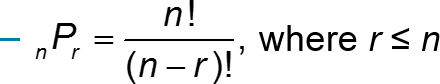 – ₙPᵣ = n! / (n – r)!, where r ≤ n